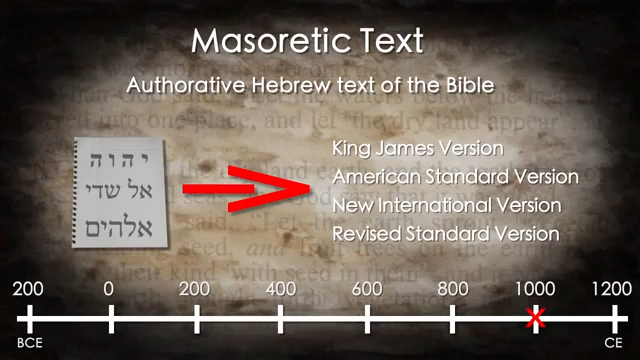 Masoretic Text
Authorative Hebrew text of the Bible
יהוה
אל שדי
אלהים
King James Version
American Standard Version
New International Version
Revised Standard Version
200 0 200 400 600 800 1000 1200
BCE CE